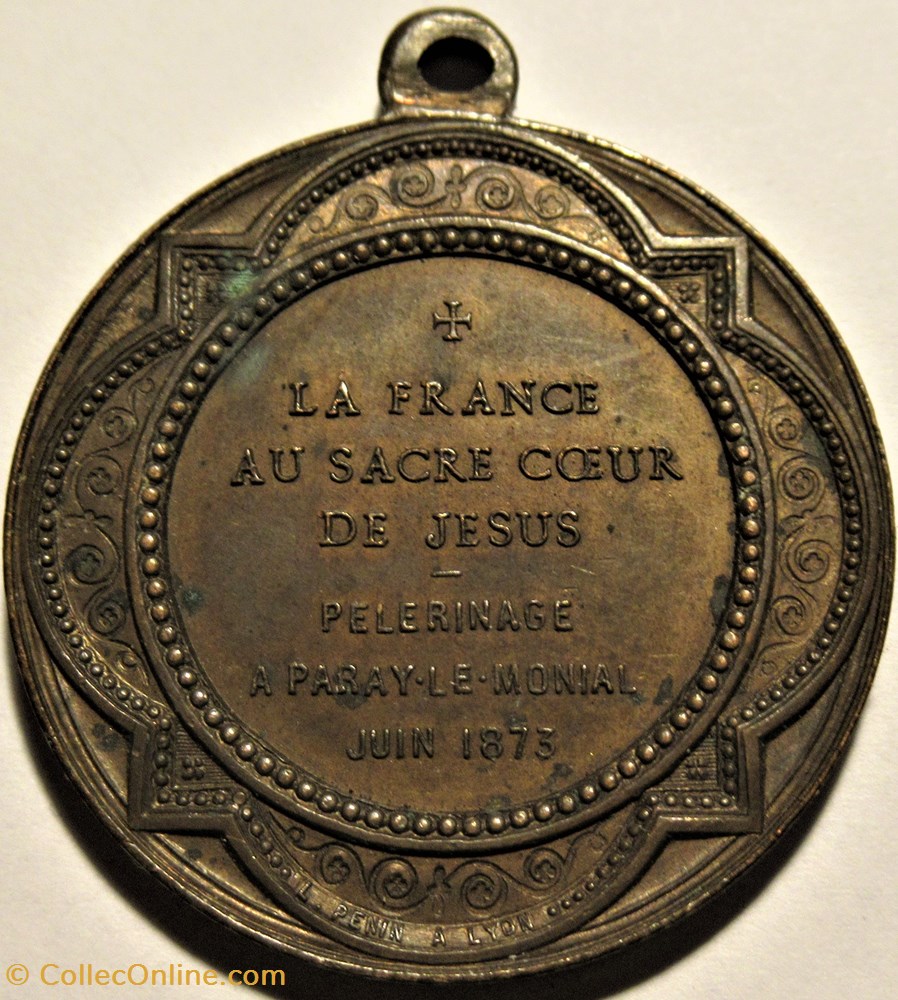 LA FRANCE
AU SACRE CŒUR
DE JESUS
—
PELERINAGE
A PARAY·LE·MONIAL
JUIN 1873
L. PENIN A LYON
© CollecOnline.com